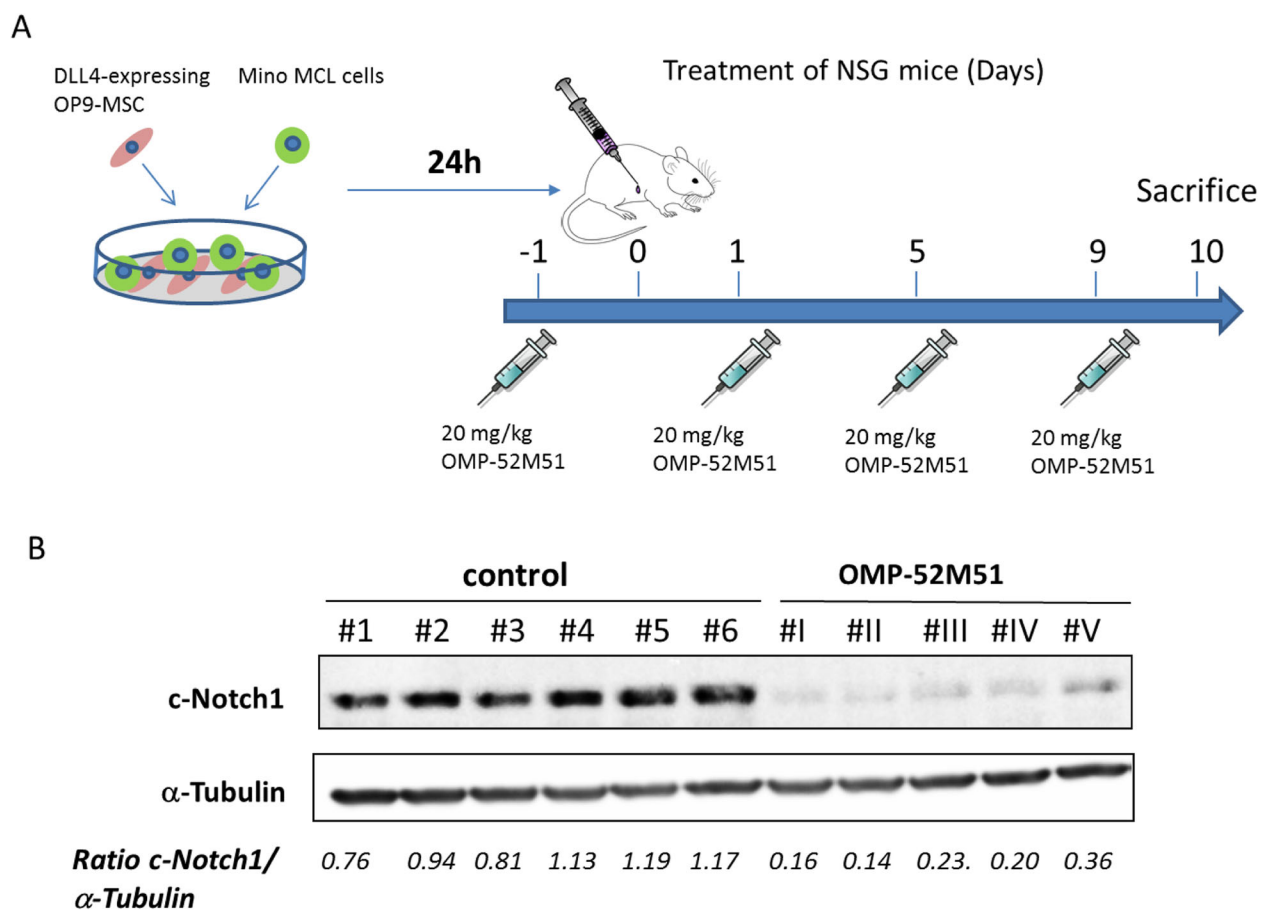 A
DLL4-expressing
OP9-MSC
Mino MCL cells
Treatment of NSG mice (Days)
24h
Sacrifice
-1 0 1 5 9 10
20 mg/kg
OMP-52M51
20 mg/kg
OMP-52M51
20 mg/kg
OMP-52M51
20 mg/kg
OMP-52M51
B
control OMP-52M51
#1 #2 #3 #4 #5 #6 #I #II #III #IV #V
c-Notch1
α-Tubulin
Ratio c-Notch1/
α-Tubulin
0.76 0.94 0.81 1.13 1.19 1.17 0.16 0.14 0.23. 0.20 0.36